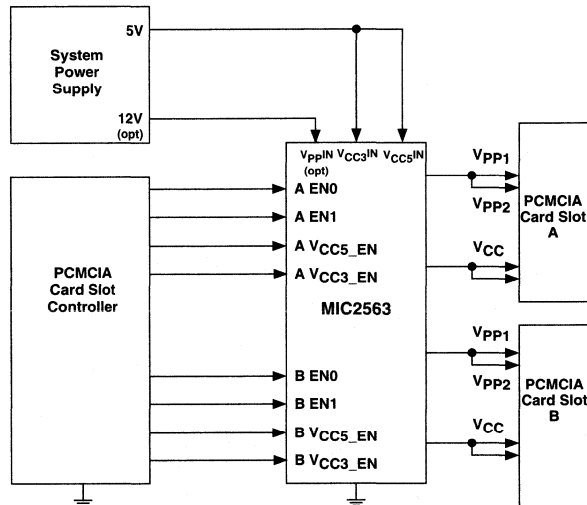 System
Power
Supply
5V
12V
(opt)
VPPIN VCC3IN VCC5IN
(opt)
PCMCIA
Card Slot
Controller
A EN0
A EN1
A VCC5_EN
A VCC3_EN
MIC2563
B EN0
B EN1
B VCC5_EN
B VCC3_EN
VPP1
VPP2
VCC
PCMCIA
Card Slot
A
VPP1
VPP2
VCC
PCMCIA
Card Slot
B